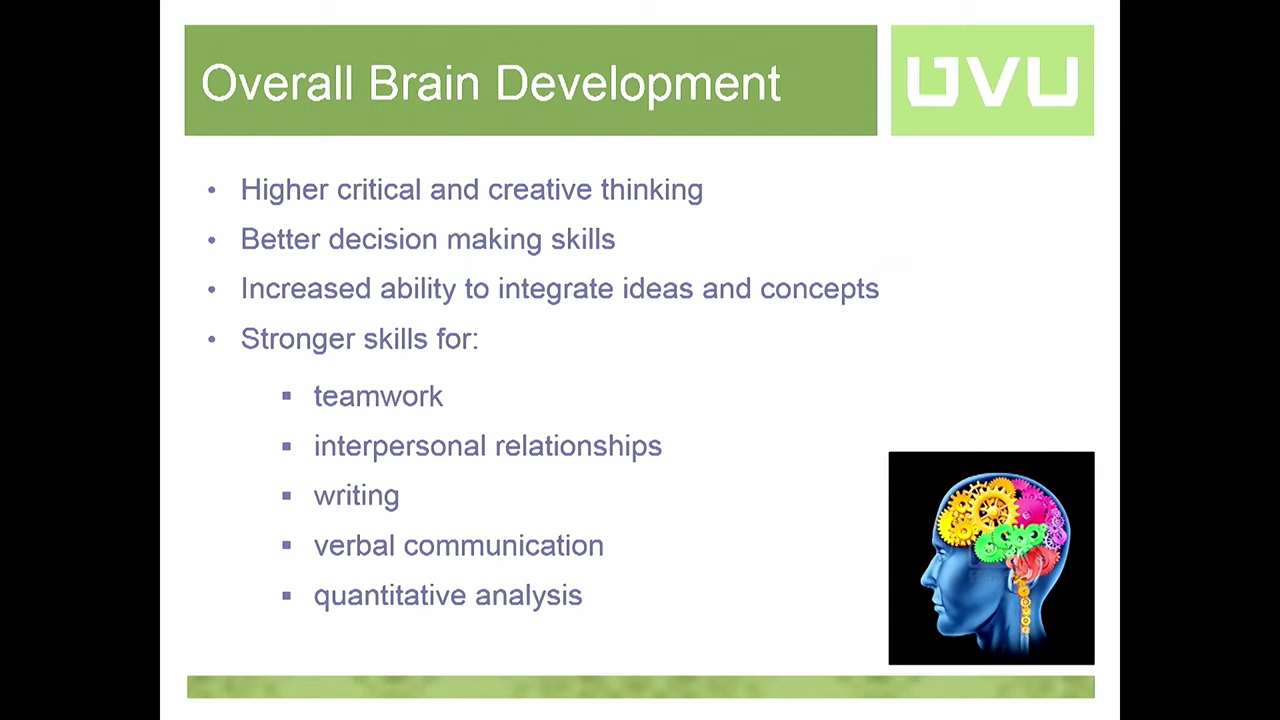 Overall Brain Development
UVU
• Higher critical and creative thinking
• Better decision making skills
• Increased ability to integrate ideas and concepts
• Stronger skills for:
▪ teamwork
▪ interpersonal relationships
▪ writing
▪ verbal communication
▪ quantitative analysis